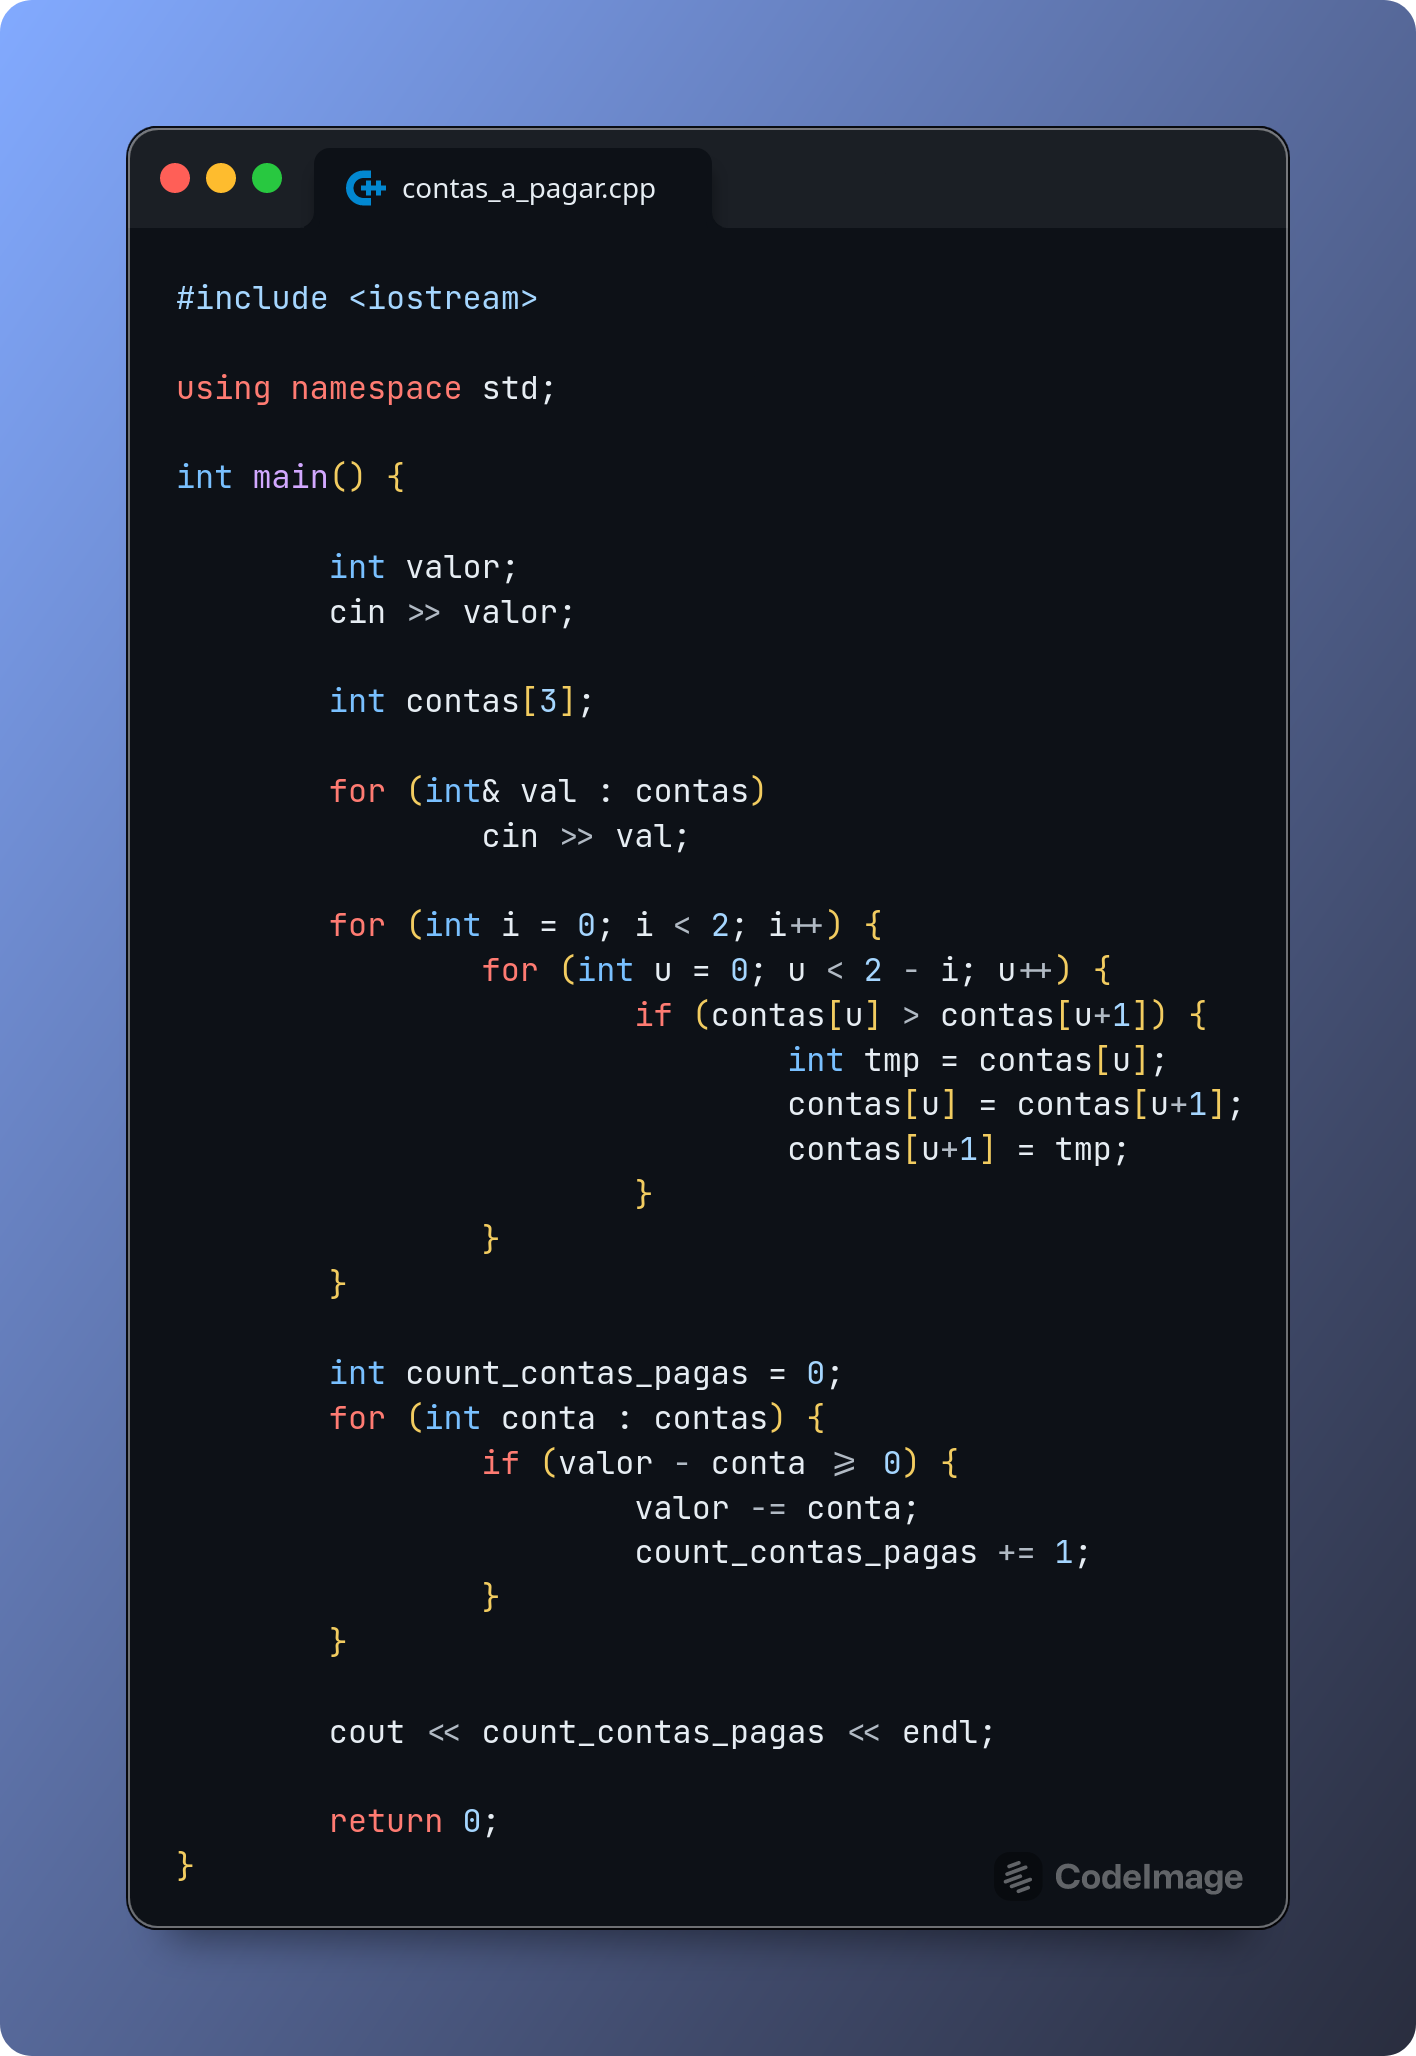 contas_a_pagar.cpp
#include <iostream>
using namespace std;
int main() {
int valor;
cin >> valor;
int contas[3];
for (int& val : contas)
cin >> val;
for (int i = 0; i < 2; i++) {
for (int u = 0; u < 2 - i; u++) {
if (contas[u] > contas[u+1]) {
int tmp = contas[u];
contas[u] = contas[u+1];
contas[u+1] = tmp;
}
}
}
int count_contas_pagas = 0;
for (int conta : contas) {
if (valor - conta >= 0) {
valor -= conta;
count_contas_pagas += 1;
}
}
cout << count_contas_pagas << endl;
return 0;
}
CodeImage